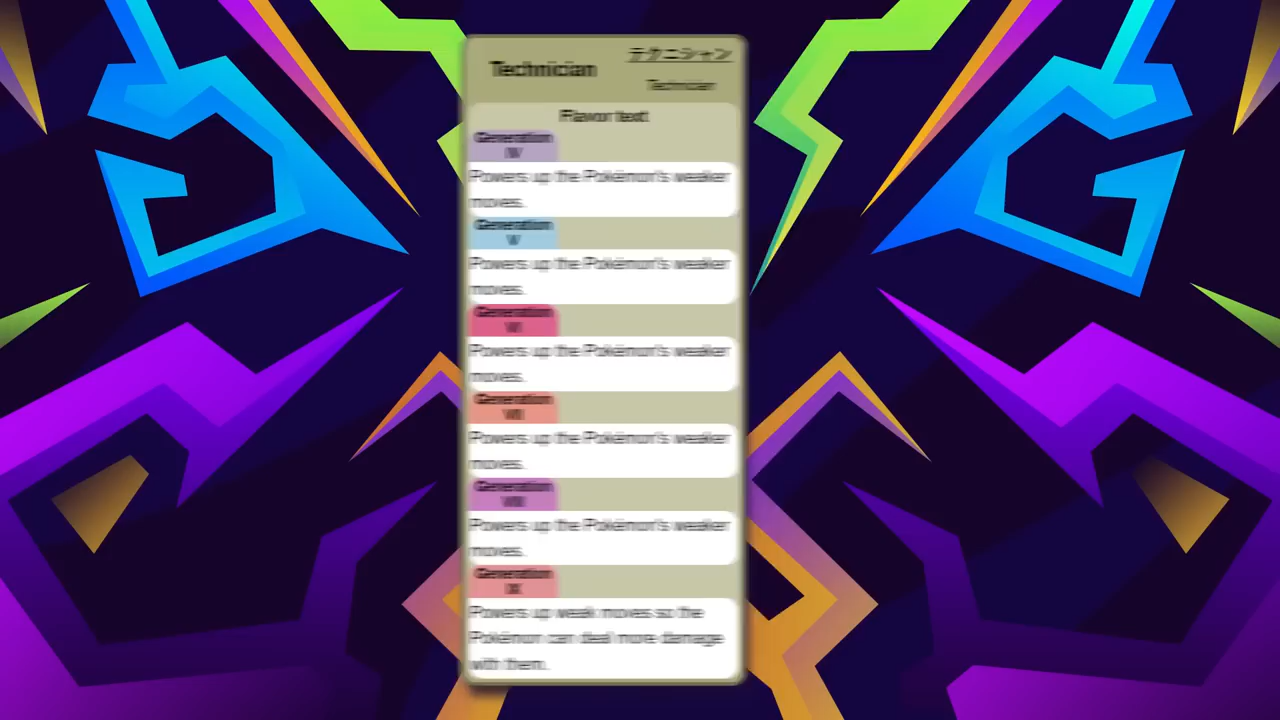 Technician
テクニシャン
Technician
Flavor text
Generation
IV
Powers up the Pokémon's weaker
moves.
Generation
V
Powers up the Pokémon's weaker
moves.
Generation
VI
Powers up the Pokémon's weaker
moves.
Generation
VII
Powers up the Pokémon's weaker
moves.
Generation
VIII
Powers up the Pokémon's weaker
moves.
Generation
IX
Powers up weak moves so the
Pokémon can deal more damage
with them.